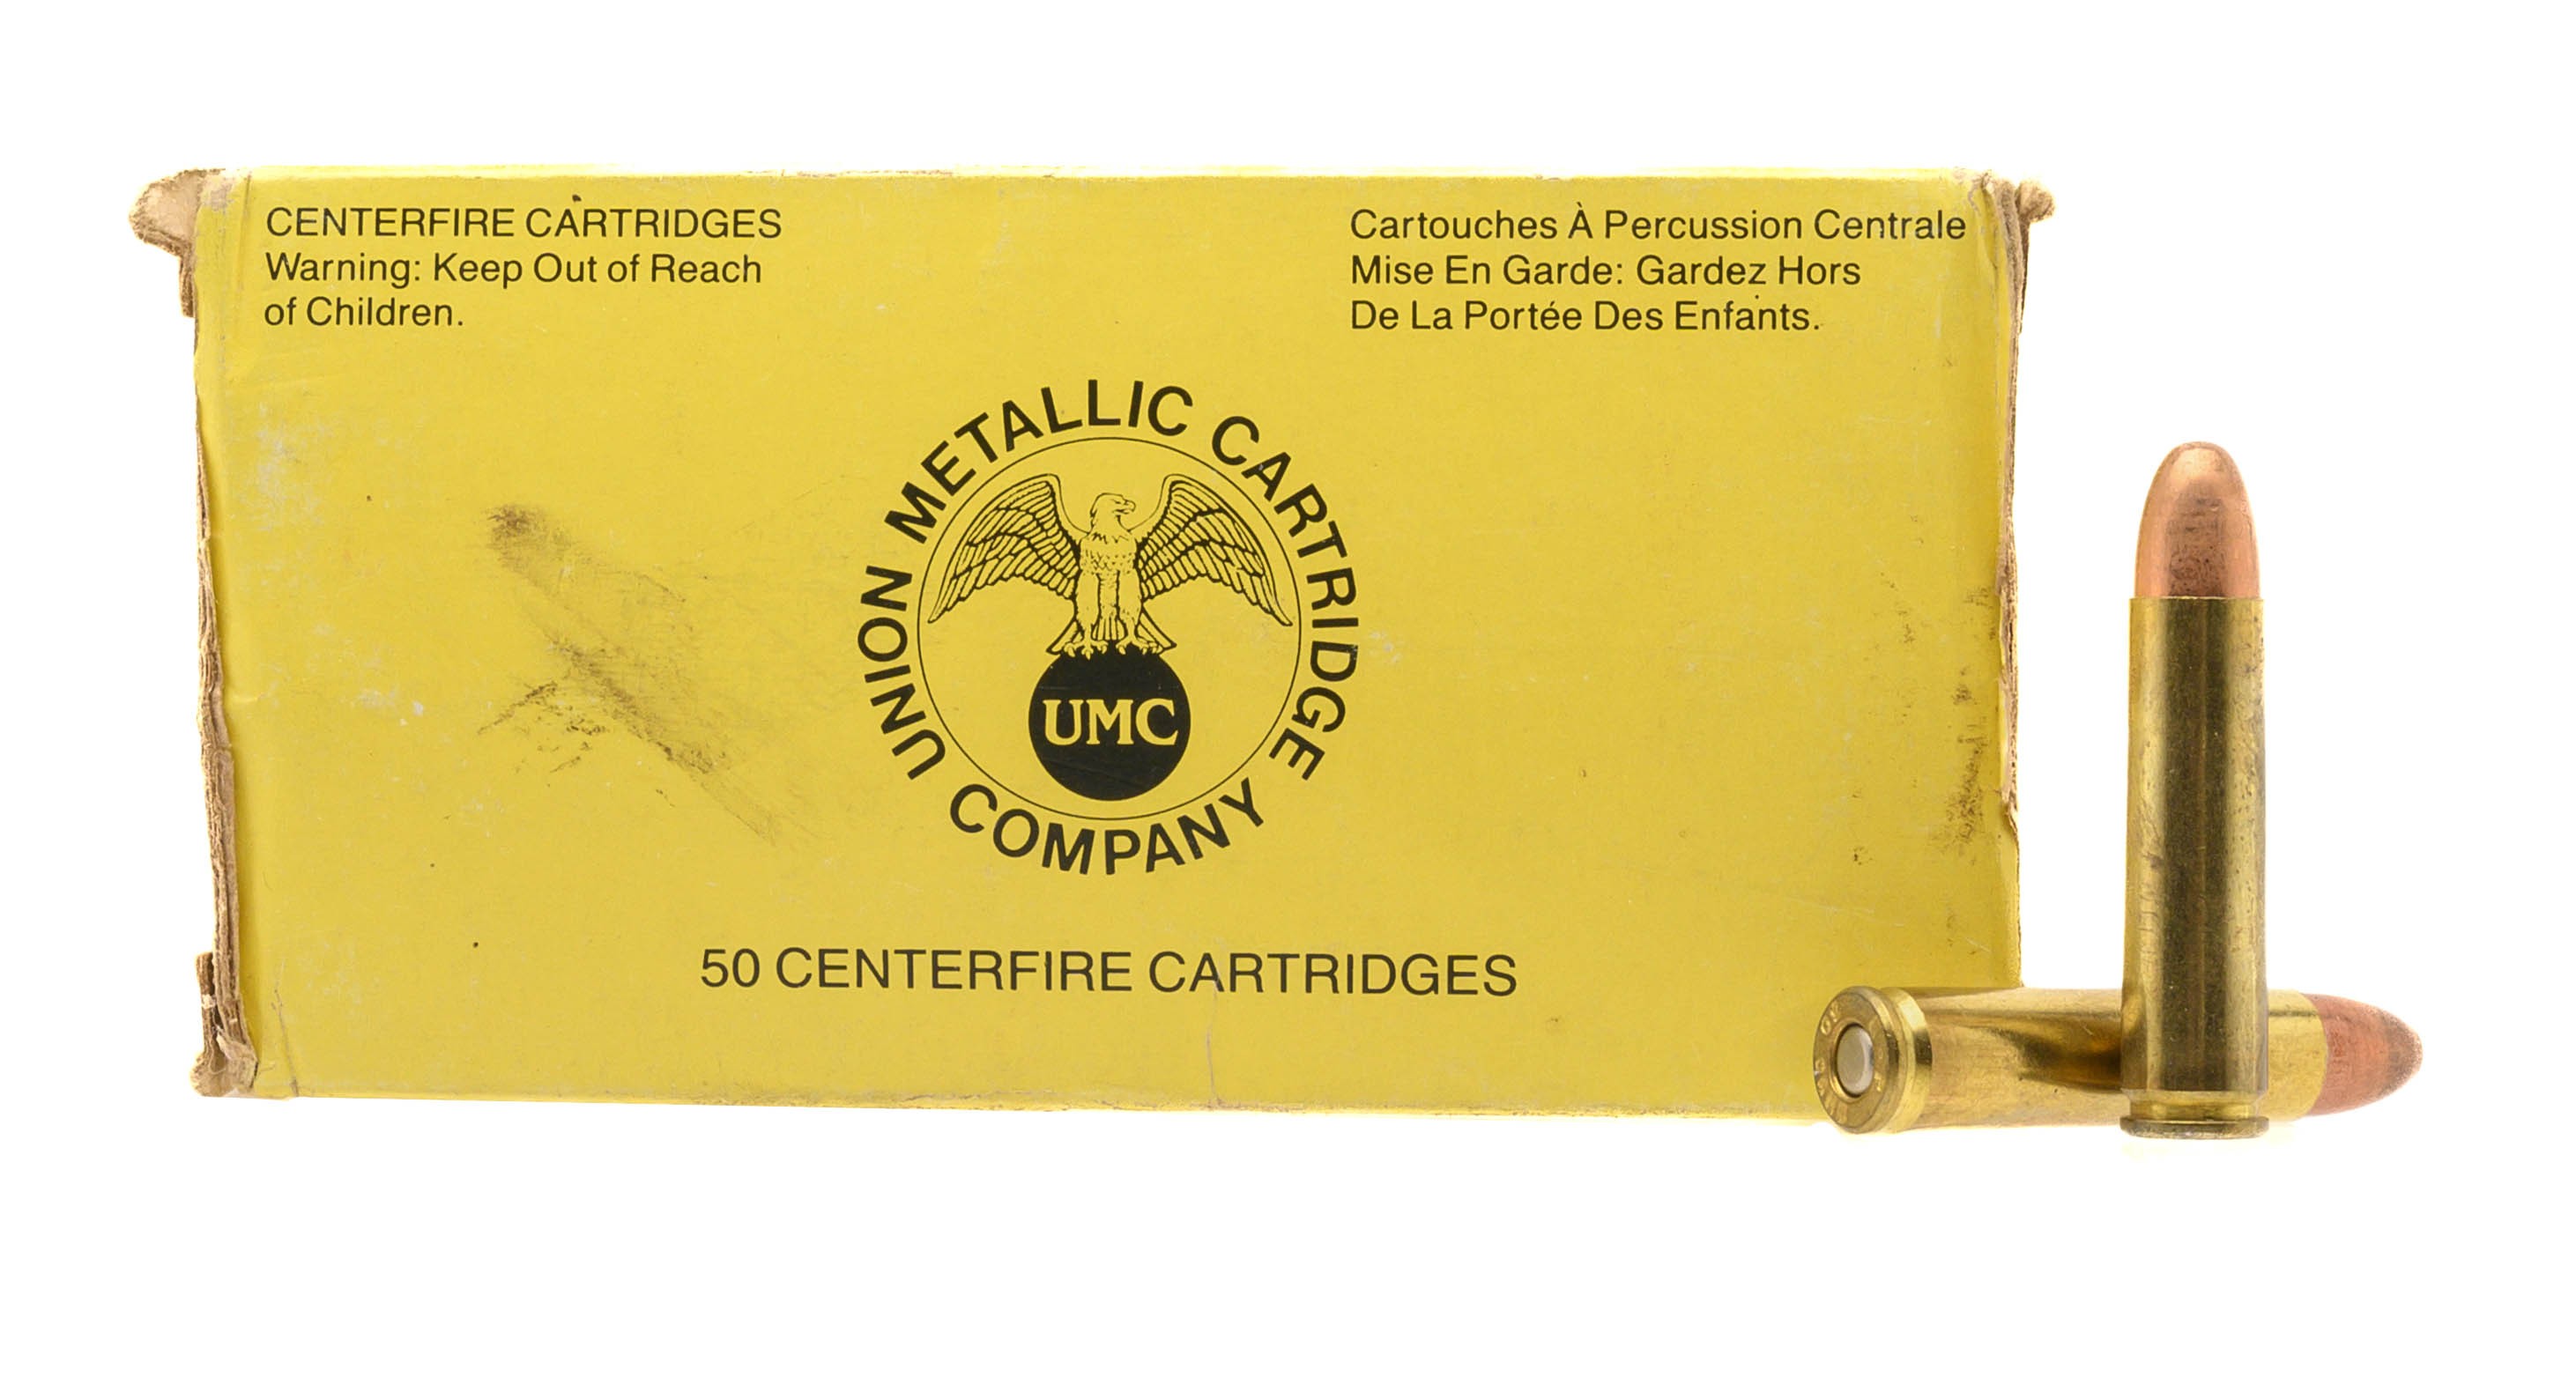 CENTERFIRE CARTRIDGES
Warning: Keep Out of Reach
of Children.
Cartouches À Percussion Centrale
Mise En Garde: Gardez Hors
De La Portée Des Enfants.
UNION METALLIC CARTRIDGE
COMPANY
UMC
50 CENTERFIRE CARTRIDGES